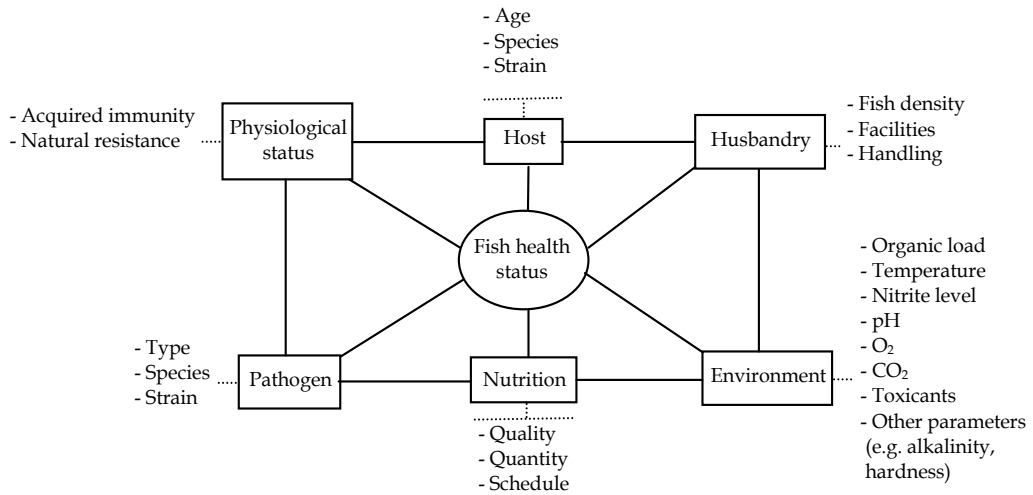 - Age
- Species
- Strain
- Acquired immunity
- Natural resistance
Physiological
status
Host
Husbandry
- Fish density
- Facilities
- Handling
Fish health
status
- Organic load
- Temperature
- Nitrite level
- pH
- O₂
- CO₂
- Toxicants
- Other parameters
(e.g. alkalinity,
hardness)
- Type
- Species
- Strain
Pathogen
Nutrition
Environment
- Quality
- Quantity
- Schedule